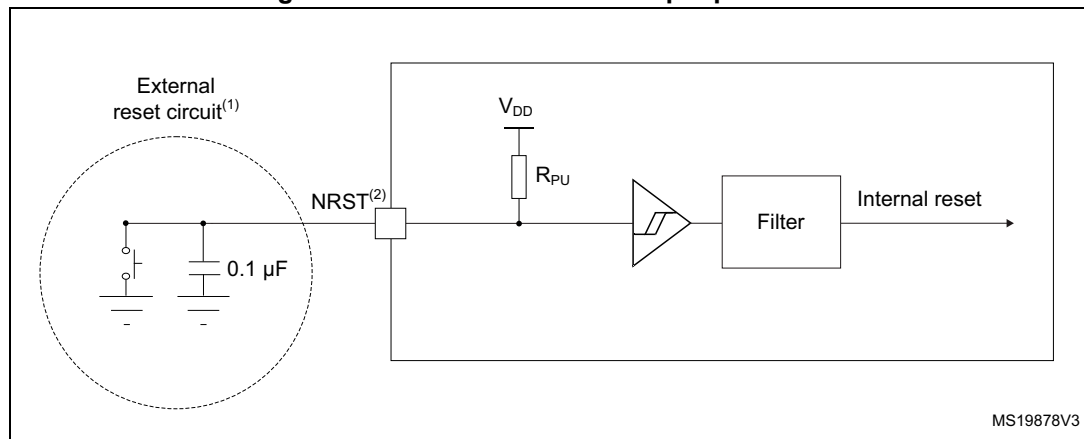 External
reset circuit(1)
VDD
RPU
NRST(2)
Filter
Internal reset
0.1 µF
MS19878V3